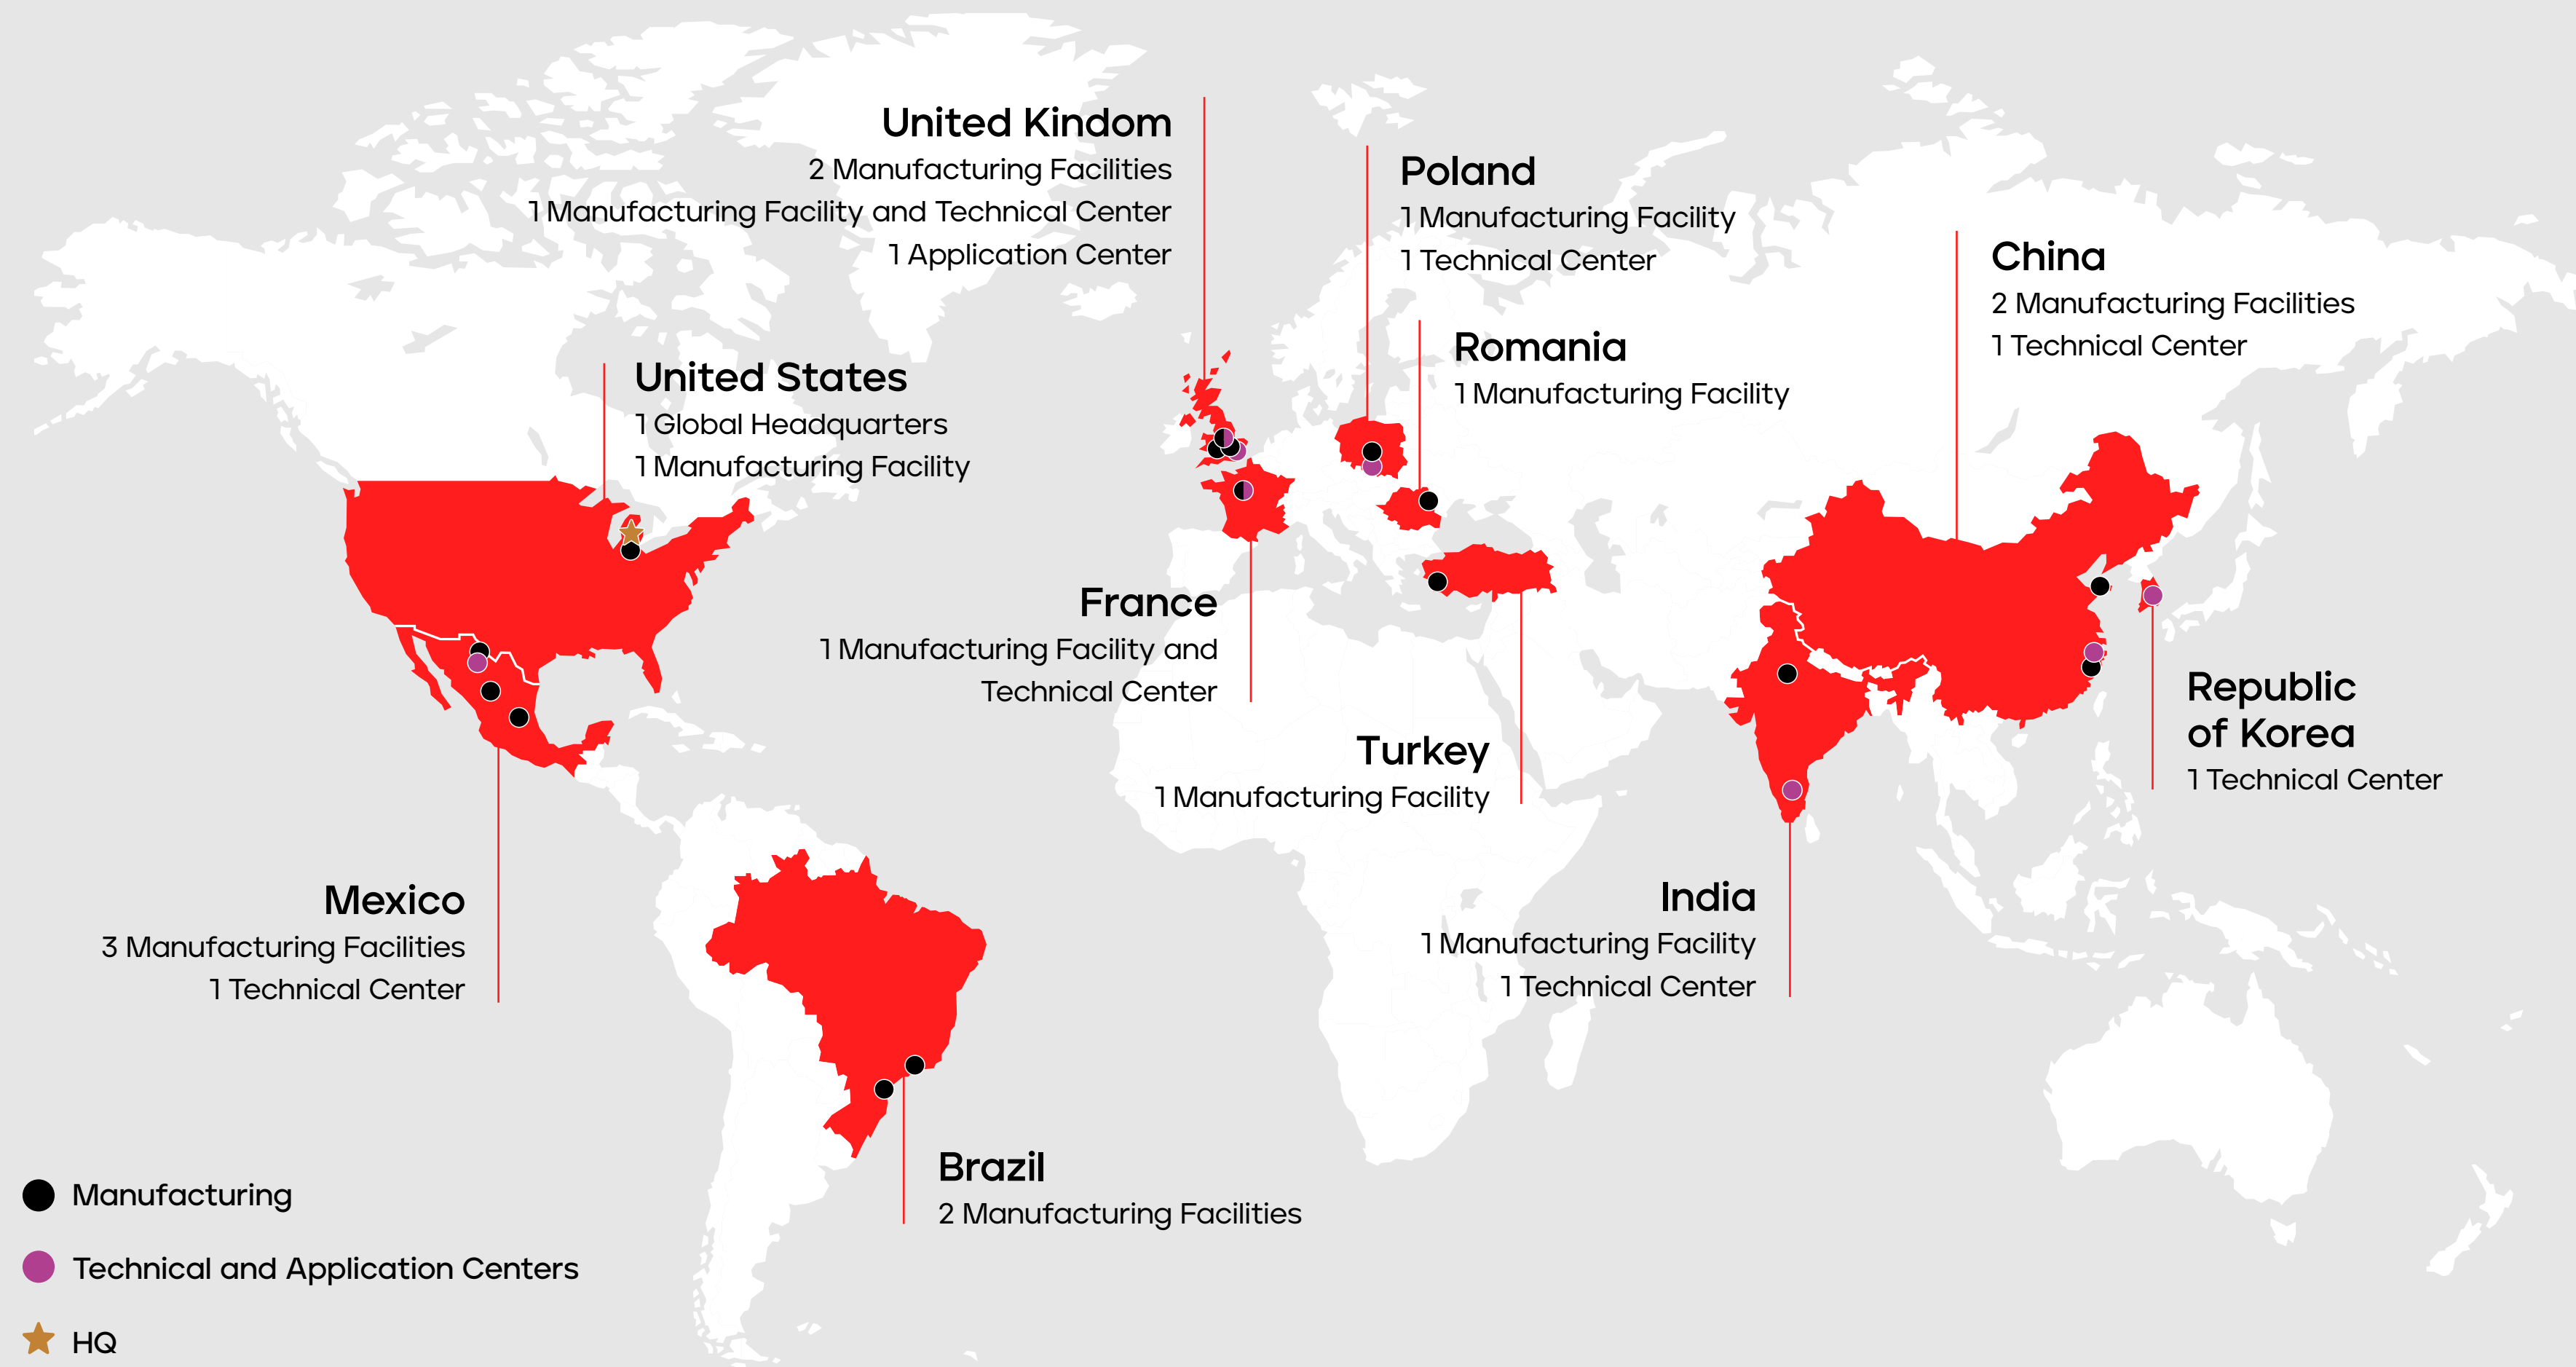 United Kindom
2 Manufacturing Facilities
1 Manufacturing Facility and Technical Center
1 Application Center
Poland
1 Manufacturing Facility
1 Technical Center
China
2 Manufacturing Facilities
1 Technical Center
Romania
1 Manufacturing Facility
United States
1 Global Headquarters
1 Manufacturing Facility
France
1 Manufacturing Facility and
Technical Center
Turkey
1 Manufacturing Facility
Republic
of Korea
1 Technical Center
Mexico
3 Manufacturing Facilities
1 Technical Center
India
1 Manufacturing Facility
1 Technical Center
Brazil
2 Manufacturing Facilities
Manufacturing
Technical and Application Centers
HQ